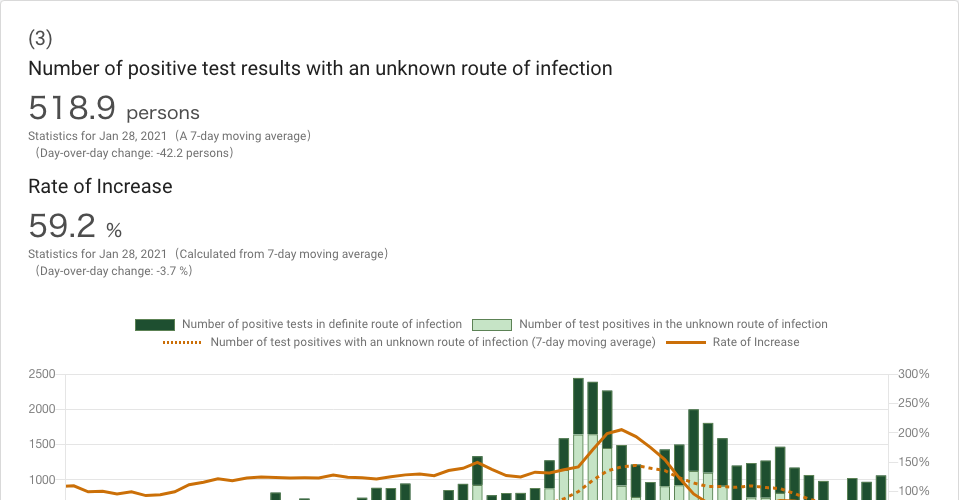 (3)
Number of positive test results with an unknown route of infection
518.9 persons
Statistics for Jan 28, 2021（A 7-day moving average）
（Day-over-day change: -42.2 persons）
Rate of Increase
59.2 %
Statistics for Jan 28, 2021（Calculated from 7-day moving average）
（Day-over-day change: -3.7 %）
Number of positive tests in definite route of infection Number of test positives in the unknown route of infection
Number of test positives with an unknown route of infection (7-day moving average) Rate of Increase
2500 300%
250%
2000
200%
1500
150%
1000
100%